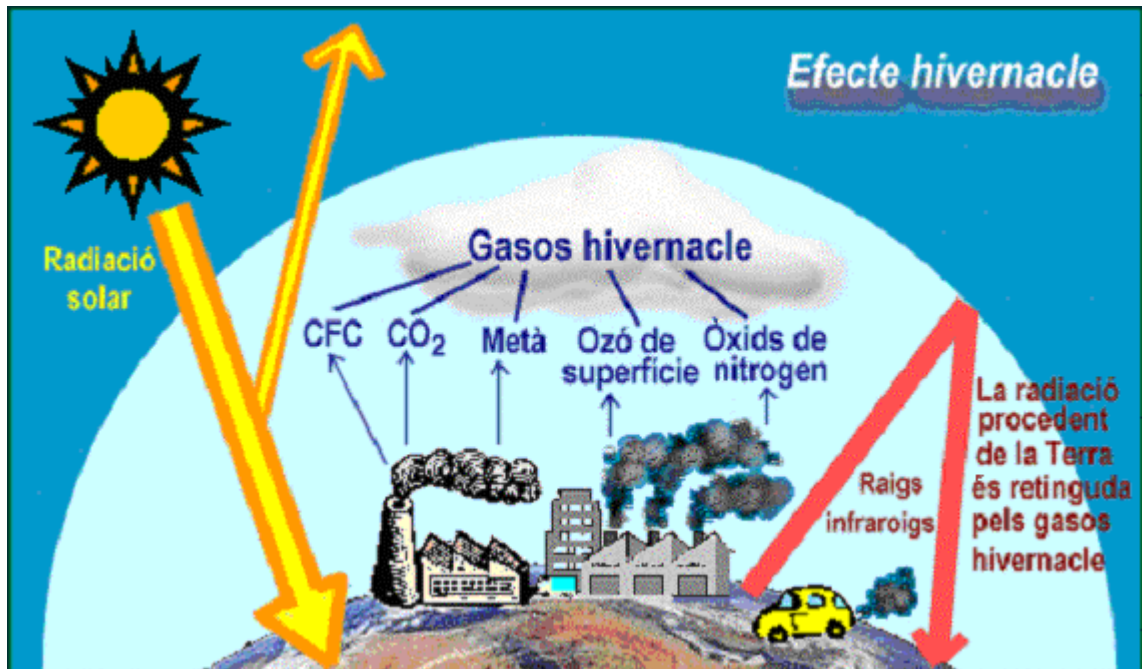 Efecte hivernacle
Radiació
solar
Gasos hivernacle
CFC
CO₂
Metà
Ozó de
superfície
Òxids de
nitrogen
Raigs
infraroigs
La radiació
procedent
de la Terra
és retinguda
pels gasos
hivernacle